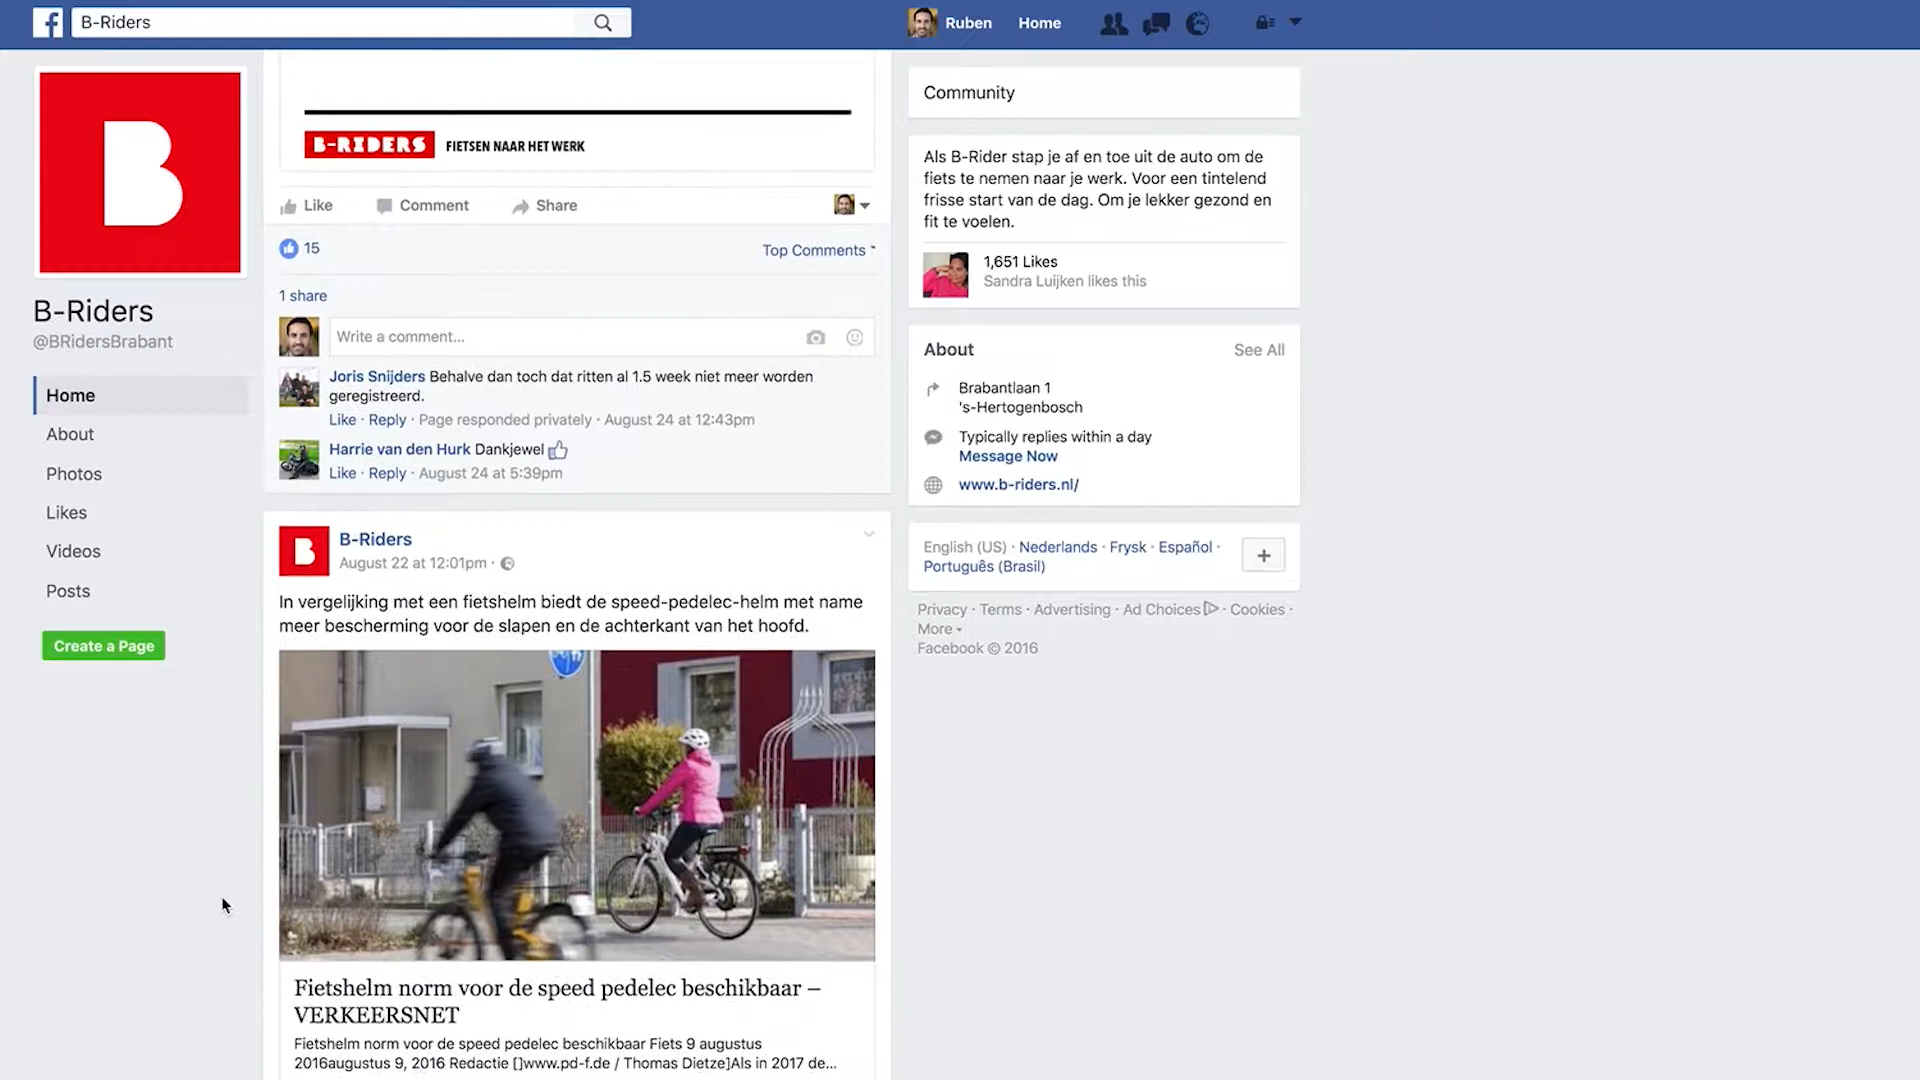 B-Riders
Ruben
Home
B
B-Riders
@BRidersBrabant
Home
About
Photos
Likes
Videos
Posts
Create a Page
B-RIDERS FIETSEN NAAR HET WERK
Like Comment Share
15
Top Comments
1 share
Write a comment...
Joris Snijders Behalve dan toch dat ritten al 1.5 week niet meer worden
geregistreerd.
Like · Reply · Page responded privately · August 24 at 12:43pm
Harrie van den Hurk Dankjewel
Like · Reply · August 24 at 5:39pm
B
B-Riders
August 22 at 12:01pm ·
In vergelijking met een fietshelm biedt de speed-pedelec-helm met name
meer bescherming voor de slapen en de achterkant van het hoofd.
Fietshelm norm voor de speed pedelec beschikbaar –
VERKEERSNET
Fietshelm norm voor de speed pedelec beschikbaar Fiets 9 augustus
2016augustus 9, 2016 Redactie []www.pd-f.de / Thomas Dietze]Als in 2017 de...
Community
Als B-Rider stap je af en toe uit de auto om de
fiets te nemen naar je werk. Voor een tintelend
frisse start van de dag. Om je lekker gezond en
fit te voelen.
1,651 Likes
Sandra Luijken likes this
About
See All
Brabantlaan 1
's-Hertogenbosch
Typically replies within a day
Message Now
www.b-riders.nl/
English (US) · Nederlands · Frysk · Español ·
Português (Brasil)
+
Privacy · Terms · Advertising · Ad Choices · Cookies ·
More
Facebook © 2016